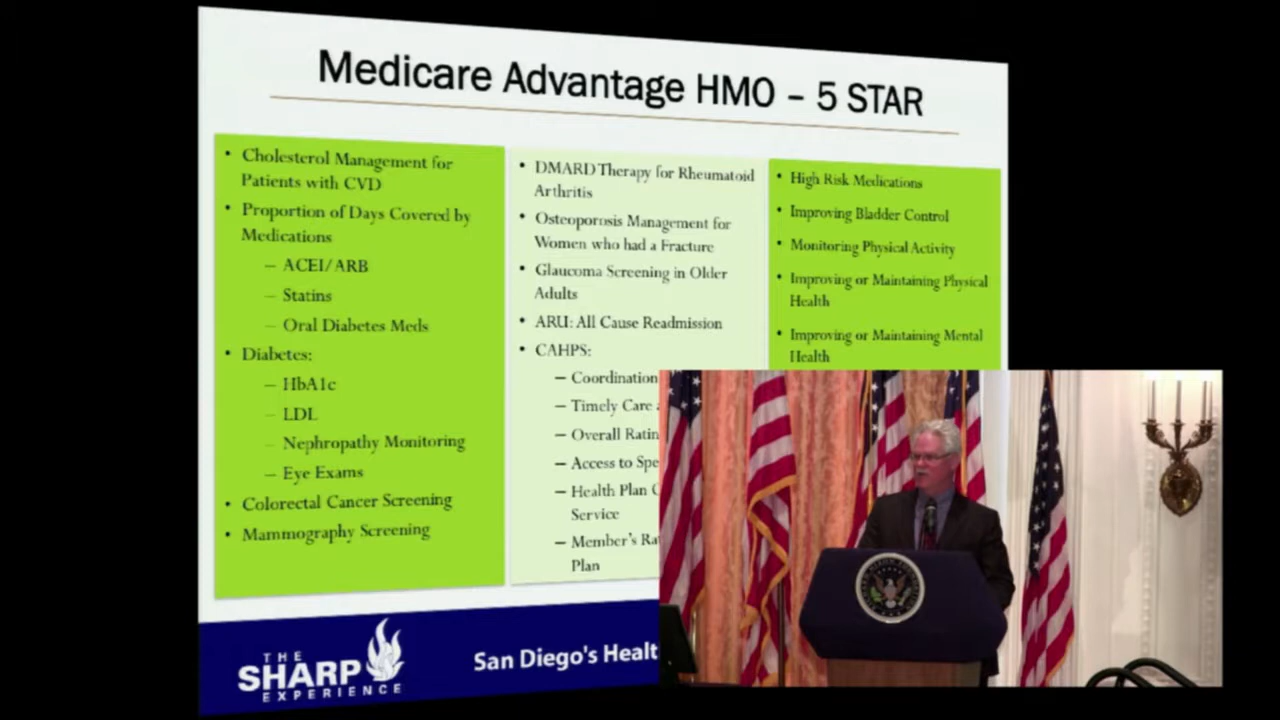 Medicare Advantage HMO – 5 STAR
• Cholesterol Management for
Patients with CVD
• Proportion of Days Covered by
Medications
– ACEI/ARB
– Statins
– Oral Diabetes Meds
• Diabetes:
– HbA1c
– LDL
– Nephropathy Monitoring
– Eye Exams
• Colorectal Cancer Screening
• Mammography Screening
• DMARD Therapy for Rheumatoid
Arthritis
• Osteoporosis Management for
Women who had a Fracture
• Glaucoma Screening in Older
Adults
• ARU: All Cause Readmission
• CAHPS:
– Coordination
– Timely Care
– Overall
– Access to
– Health Plan
Service
– Member's
Plan
• High Risk Medications
• Improving Bladder Control
• Monitoring Physical Activity
• Improving or Maintaining Physical
Health
• Improving or Maintaining Mental
Health
THE
SHARP
EXPERIENCE
San Diego's